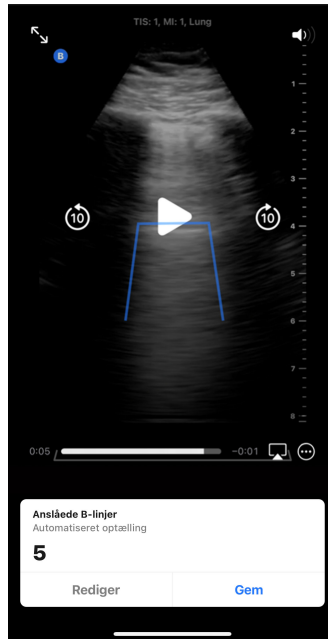 TIS: 1, MI: 1, Lung
B
1
2
3
10
10
4
5
6
7
8
0:05
−0:01
Anslåede B-linjer
Automatiseret optælling
5
Rediger
Gem